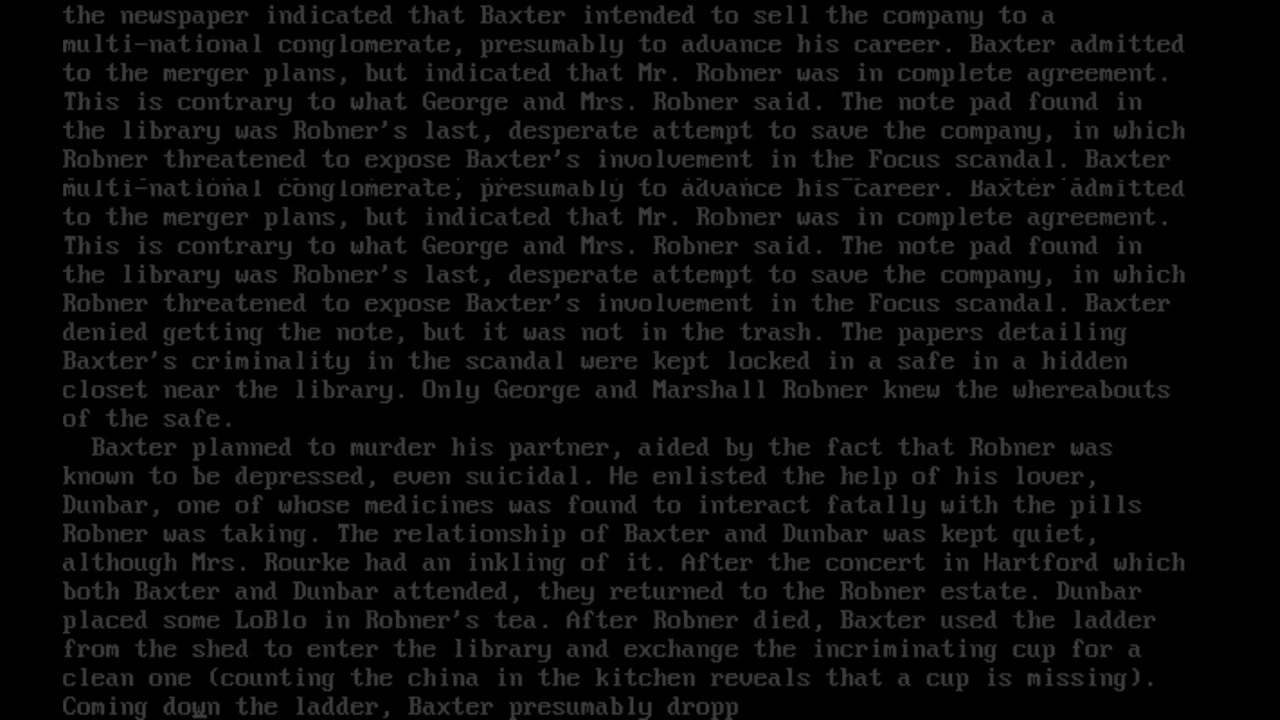 the newspaper indicated that Baxter intended to sell the company to a
multi-national conglomerate, presumably to advance his career. Baxter admitted
to the merger plans, but indicated that Mr. Robner was in complete agreement.
This is contrary to what George and Mrs. Robner said. The note pad found in
the library was Robner's last, desperate attempt to save the company, in which
Robner threatened to expose Baxter's involvement in the Focus scandal. Baxter
multi-national conglomerate, presumably to advance his career. Baxter admitted
to the merger plans, but indicated that Mr. Robner was in complete agreement.
This is contrary to what George and Mrs. Robner said. The note pad found in
the library was Robner's last, desperate attempt to save the company, in which
Robner threatened to expose Baxter's involvement in the Focus scandal. Baxter
denied getting the note, but it was not in the trash. The papers detailing
Baxter's criminality in the scandal were kept locked in a safe in a hidden
closet near the library. Only George and Marshall Robner knew the whereabouts
of the safe.
Baxter planned to murder his partner, aided by the fact that Robner was
known to be depressed, even suicidal. He enlisted the help of his lover,
Dunbar, one of whose medicines was found to interact fatally with the pills
Robner was taking. The relationship of Baxter and Dunbar was kept quiet,
although Mrs. Rourke had an inkling of it. After the concert in Hartford which
both Baxter and Dunbar attended, they returned to the Robner estate. Dunbar
placed some LoBlo in Robner's tea. After Robner died, Baxter used the ladder
from the shed to enter the library and exchange the incriminating cup for a
clean one (counting the china in the kitchen reveals that a cup is missing).
Coming down the ladder, Baxter presumably dropp